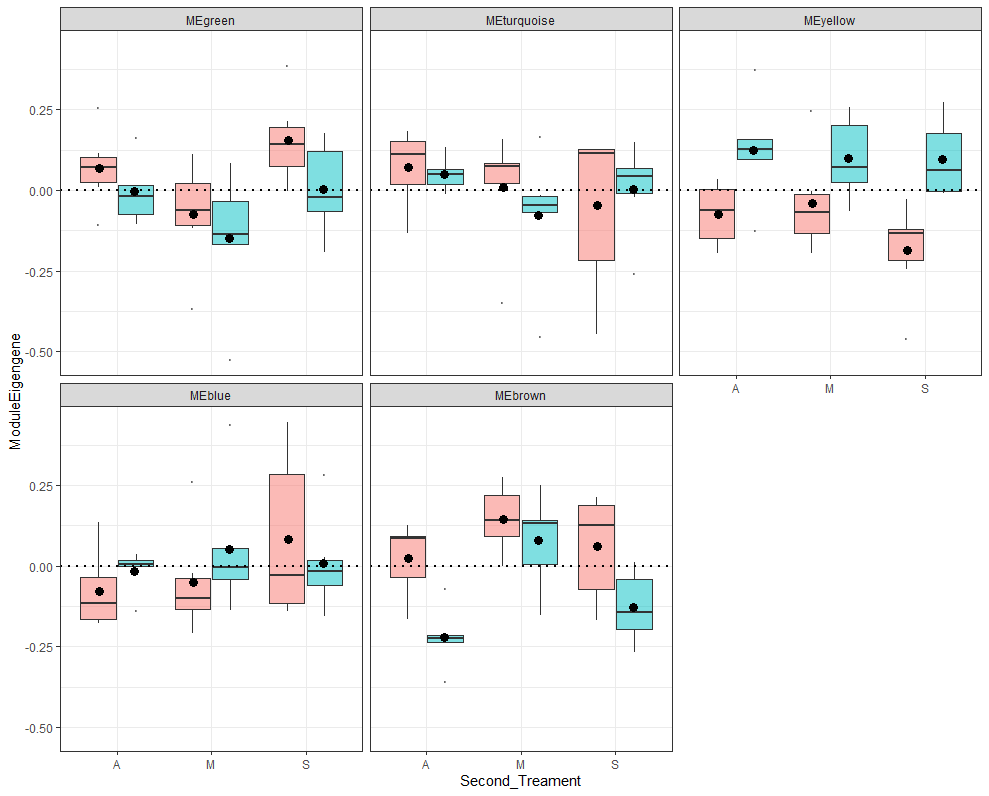 MEgreen MEturquoise MEyellow
0.25
0.00
-0.25
-0.50
A M S
MEblue MEbrown
0.25
0.00
-0.25
-0.50
A M S A M S
Second_Treament
ModuleEigengene